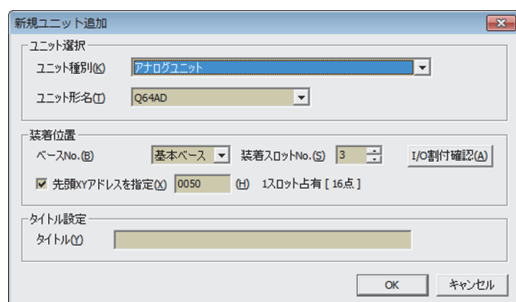 新規ユニット追加
ユニット選択
ユニット種別(K) アナログユニット
ユニット形名(T) Q64AD
装着位置
ベースNo.(B) 基本ベース 装着スロットNo.(S) 3 I/O割付確認(A)
先頭XYアドレスを指定(X) 0050 (H) 1スロット占有 [ 16点 ]
タイトル設定
タイトル(Y)
OK キャンセル